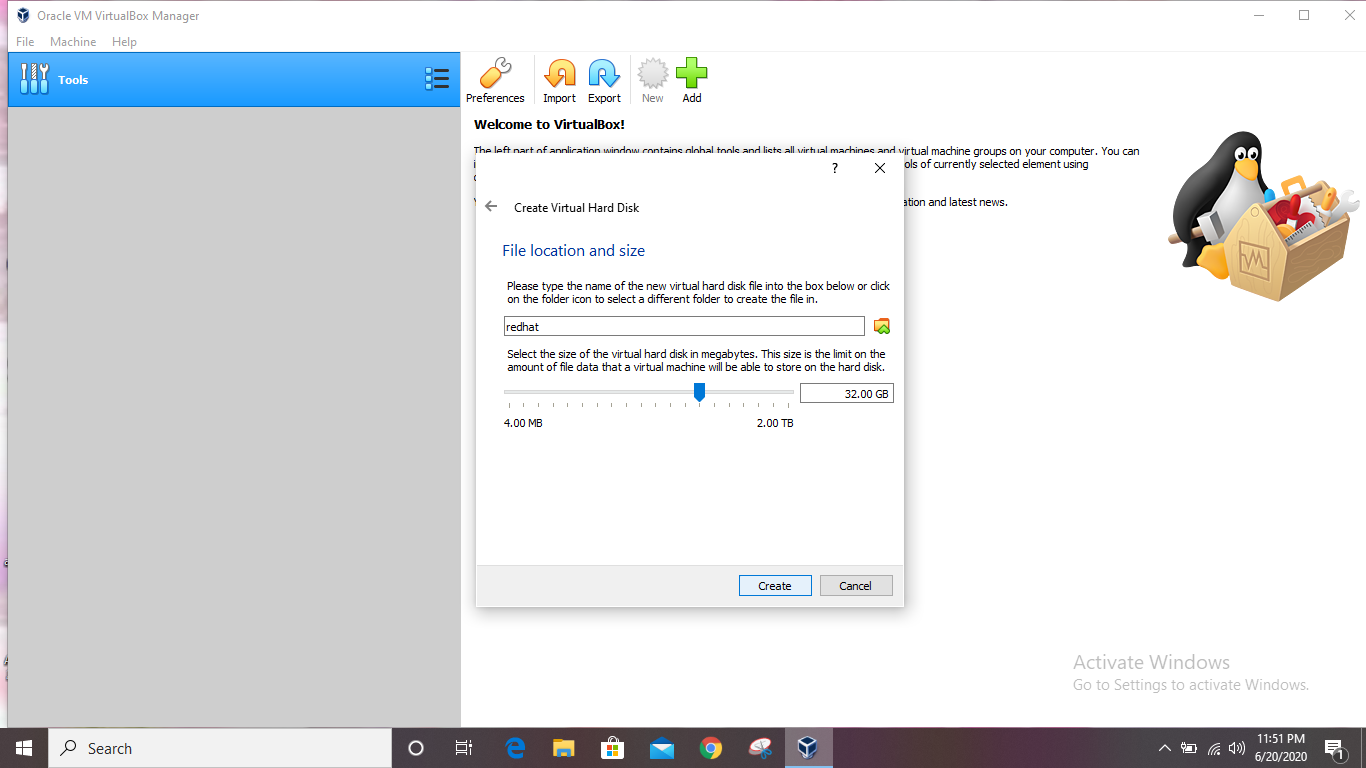 Oracle VM VirtualBox Manager
File Machine Help
Tools
Preferences Import Export New Add
Welcome to VirtualBox!
The left part of application window contains global tools and lists all virtual machines and virtual machine groups on your computer. You can
ols of currently selected element using
ation and latest news.
?
Create Virtual Hard Disk
File location and size
Please type the name of the new virtual hard disk file into the box below or click
on the folder icon to select a different folder to create the file in.
redhat
Select the size of the virtual hard disk in megabytes. This size is the limit on the
amount of file data that a virtual machine will be able to store on the hard disk.
32.00 GB
4.00 MB 2.00 TB
Create Cancel
Activate Windows
Go to Settings to activate Windows.
Search
11:51 PM
6/20/2020
1